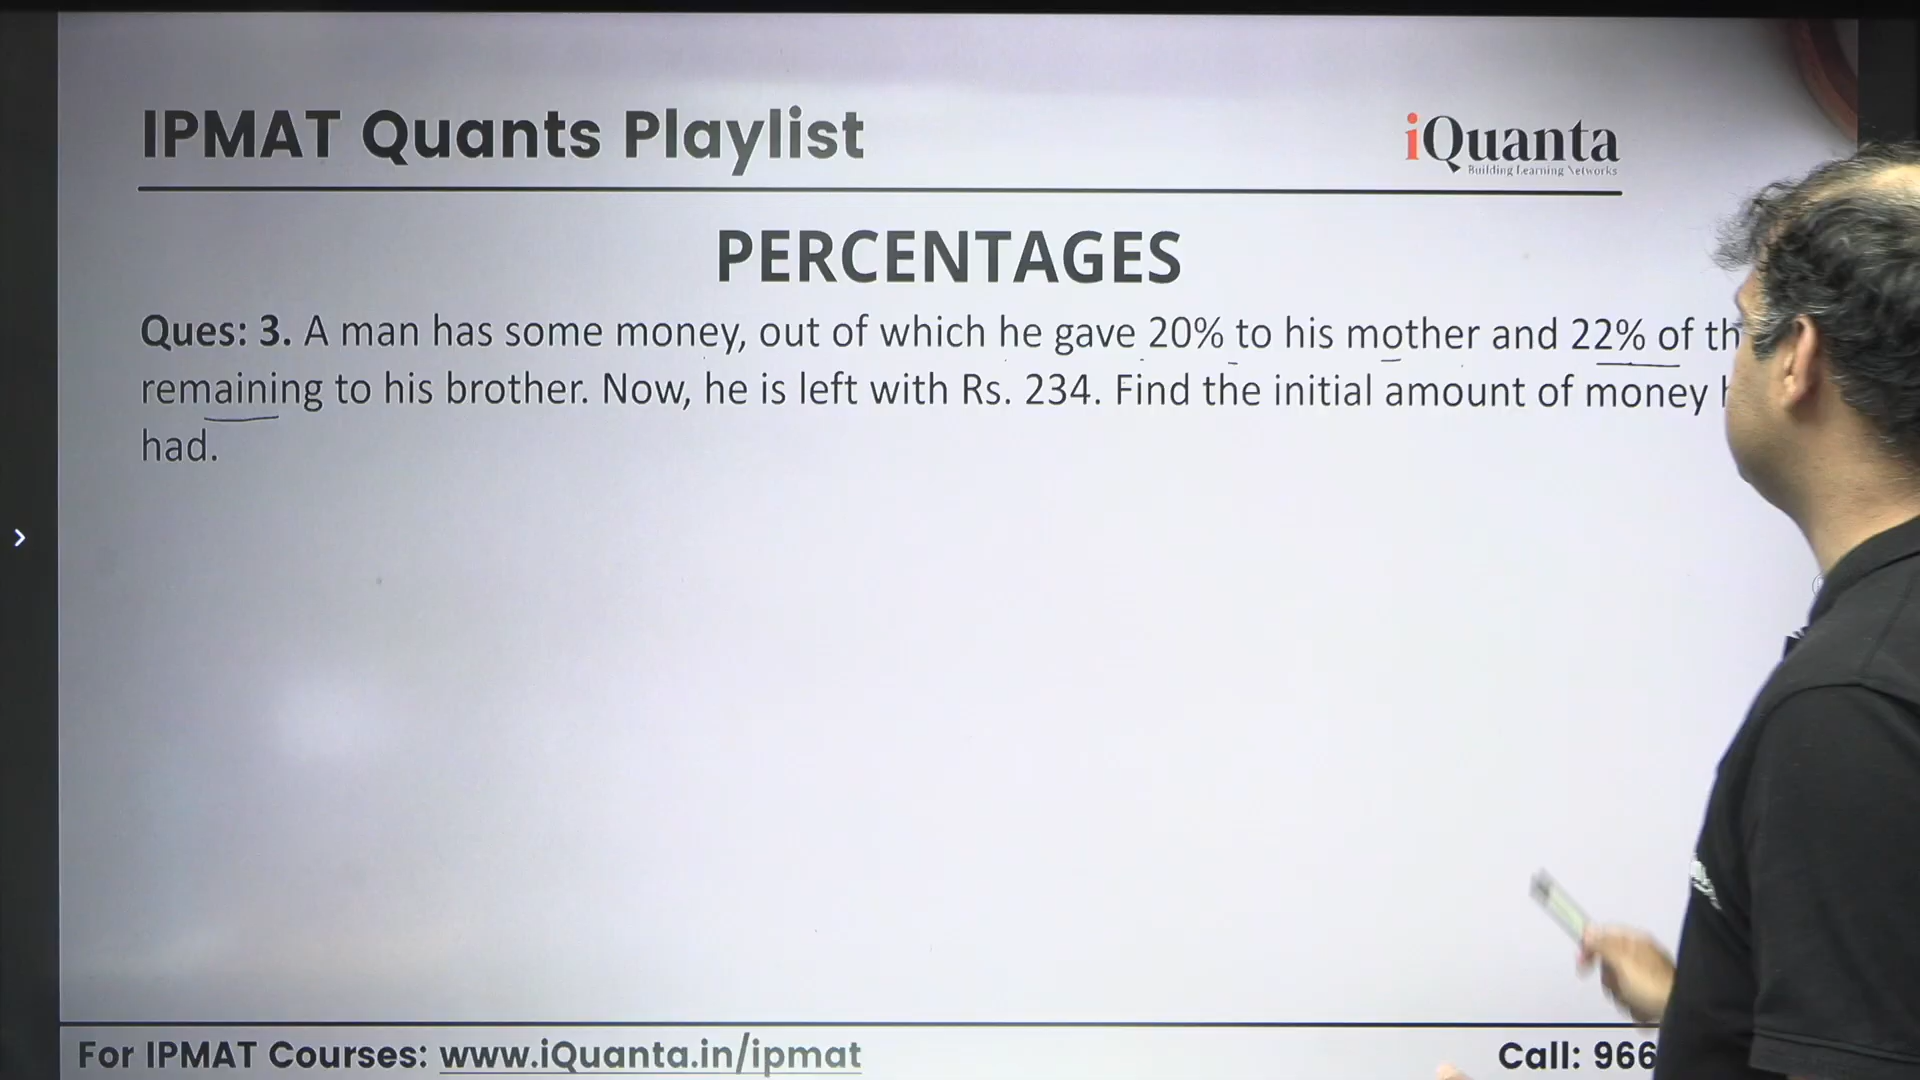 IPMAT Quants Playlist
iQuanta
Building Learning Networks
PERCENTAGES
Ques: 3. A man has some money, out of which he gave 20% to his mother and 22% of
remaining to his brother. Now, he is left with Rs. 234. Find the initial amount of money
had.
For IPMAT Courses: www.iQuanta.in/ipmat
Call: 966